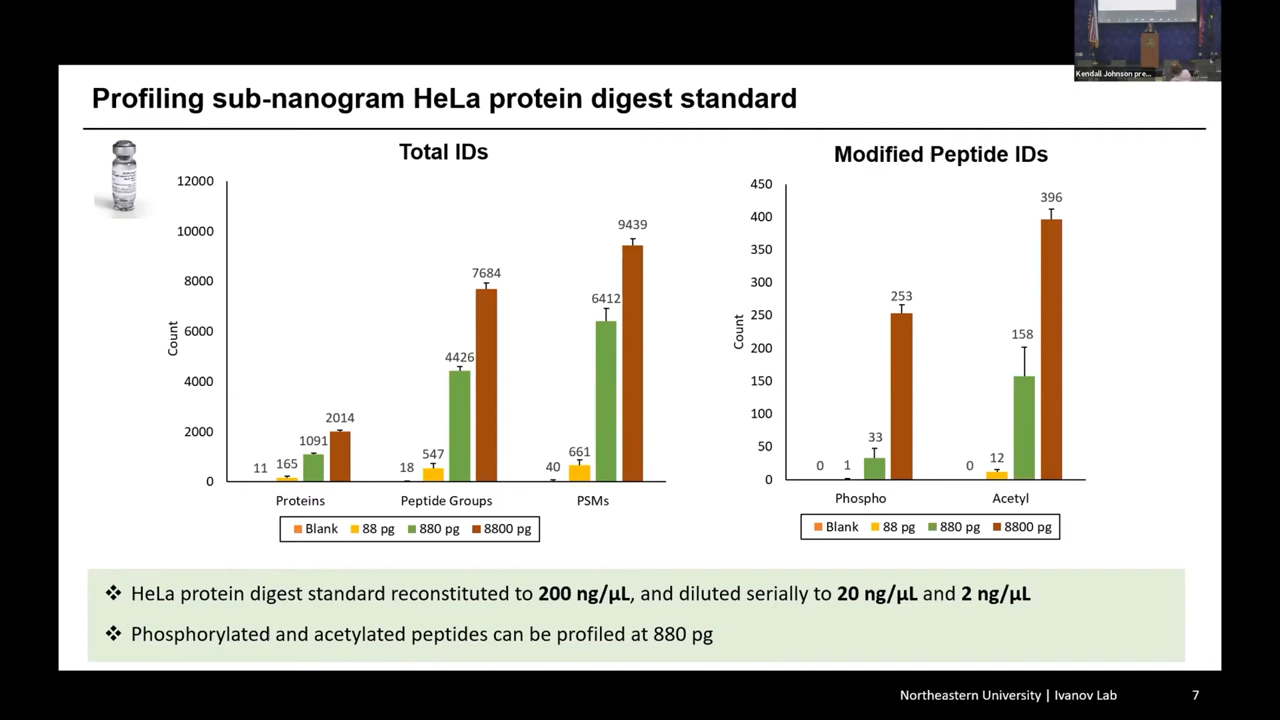 Kendall Johnson pre...
Profiling sub-nanogram HeLa protein digest standard
Total IDs
12000
10000
8000
6000
4000
2000
0
Count
11
165
1091
2014
18
547
4426
7684
40
661
6412
9439
Proteins
Peptide Groups
PSMs
Blank 88 pg 880 pg 8800 pg
Modified Peptide IDs
450
400
350
300
250
200
150
100
50
0
Count
0
1
33
253
0
12
158
396
Phospho
Acetyl
Blank 88 pg 880 pg 8800 pg
❖ HeLa protein digest standard reconstituted to 200 ng/µL, and diluted serially to 20 ng/µL and 2 ng/µL
❖ Phosphorylated and acetylated peptides can be profiled at 880 pg
Northeastern University | Ivanov Lab
7